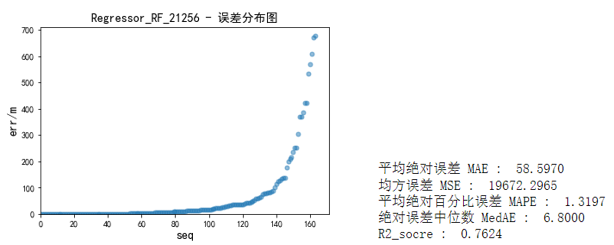 Regressor_RF_21256 - 误差分布图
700
600
500
400
300
200
100
0
err/m
0 20 40 60 80 100 120 140 160
seq
平均绝对误差 MAE : 58.5970
均方误差 MSE : 19672.2965
平均绝对百分比误差 MAPE : 1.3197
绝对误差中位数 MedAE : 6.8000
R2_socre : 0.7624